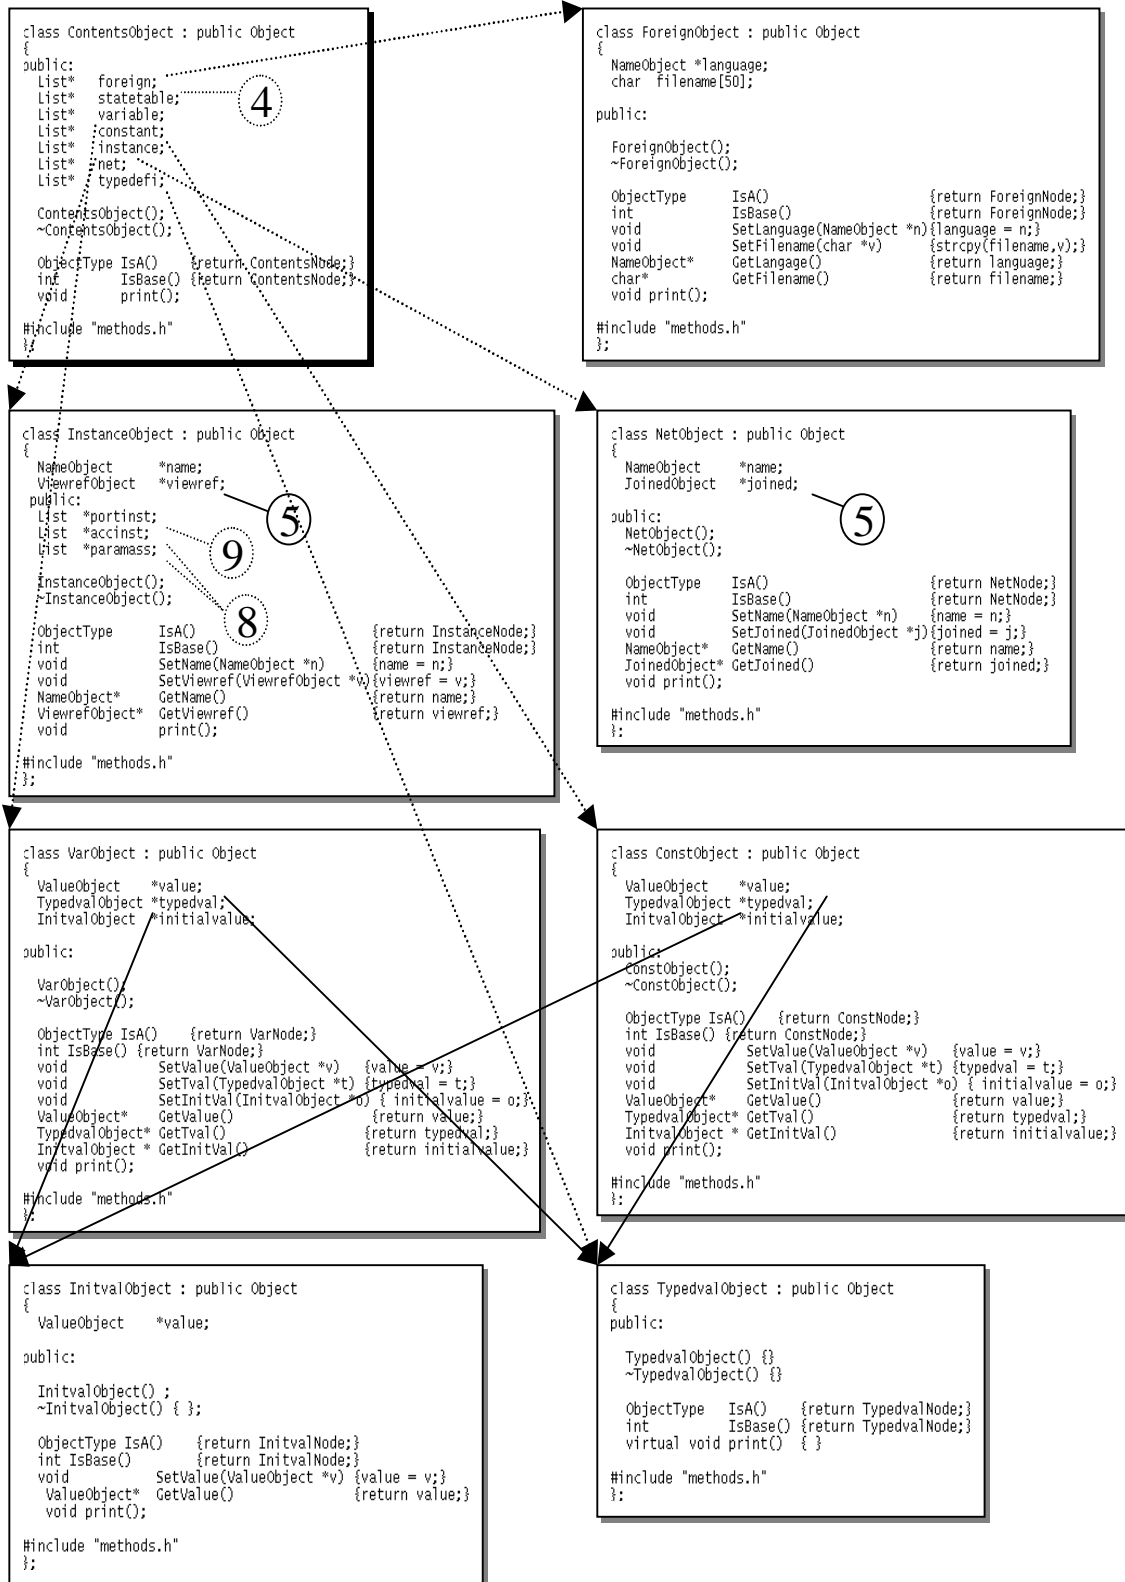 class ContentsObject : public Object
{
public:
List* foreign;
List* statetable;
List* variable;
List* constant;
List* instance;
List* net;
List* typedefi;
ContentsObject();
~ContentsObject();
ObjectType IsA() {return ContentsNode;}
int IsBase() {return ContentsNode;}
void print();
#include "methods.h"
};
4
class ForeignObject : public Object
{
NameObject *language;
char filename[50];
public:
ForeignObject();
~ForeignObject();
ObjectType IsA() {return ForeignNode;}
int IsBase() {return ForeignNode;}
void SetLanguage(NameObject *n){language = n;}
void SetFilename(char *v) {strcpy(filename,v);}
NameObject* GetLangage() {return language;}
char* GetFilename() {return filename;}
void print();
#include "methods.h"
};
class InstanceObject : public Object
{
NameObject *name;
ViewrefObject *viewref;
public:
List *portinst;
List *accinst;
List *paramass;
InstanceObject();
~InstanceObject();
ObjectType IsA() {return InstanceNode;}
int IsBase() {return InstanceNode;}
void SetName(NameObject *n) {name = n;}
void SetViewref(ViewrefObject *v){viewref = v;}
NameObject* GetName() {return name;}
ViewrefObject* GetViewref() {return viewref;}
void print();
#include "methods.h"
};
5
9
8
class NetObject : public Object
{
NameObject *name;
JoinedObject *joined;
public:
NetObject();
~NetObject();
ObjectType IsA() {return NetNode;}
int IsBase() {return NetNode;}
void SetName(NameObject *n) {name = n;}
void SetJoined(JoinedObject *j){joined = j;}
NameObject* GetName() {return name;}
JoinedObject* GetJoined() {return joined;}
void print();
#include "methods.h"
};
5
class VarObject : public Object
{
ValueObject *value;
TypedvalObject *typedval;
InitvalObject *initialvalue;
public:
VarObject();
~VarObject();
ObjectType IsA() {return VarNode;}
int IsBase() {return VarNode;}
void SetValue(ValueObject *v) {value = v;}
void SetTval(TypedvalObject *t) {typedval = t;}
void SetInitVal(InitvalObject *o) { initialvalue = o;}
ValueObject* GetValue() {return value;}
TypedvalObject* GetTval() {return typedval;}
InitvalObject * GetInitVal() {return initialvalue;}
void print();
#include "methods.h"
};
class ConstObject : public Object
{
ValueObject *value;
TypedvalObject *typedval;
InitvalObject *initialvalue;
public:
ConstObject();
~ConstObject();
ObjectType IsA() {return ConstNode;}
int IsBase() {return ConstNode;}
void SetValue(ValueObject *v) {value = v;}
void SetTval(TypedvalObject *t) {typedval = t;}
void SetInitVal(InitvalObject *o) { initialvalue = o;}
ValueObject* GetValue() {return value;}
TypedvalObject* GetTval() {return typedval;}
InitvalObject * GetInitVal() {return initialvalue;}
void print();
#include "methods.h"
};
class InitvalObject : public Object
{
ValueObject *value;
public:
InitvalObject() ;
~InitvalObject() { };
ObjectType IsA() {return InitvalNode;}
int IsBase() {return InitvalNode;}
void SetValue(ValueObject *v) {value = v;}
ValueObject* GetValue() {return value;}
void print();
#include "methods.h"
};
class TypedvalObject : public Object
{
public:
TypedvalObject() {}
~TypedvalObject() {}
ObjectType IsA() {return TypedvalNode;}
int IsBase() {return TypedvalNode;}
virtual void print() { }
#include "methods.h"
};